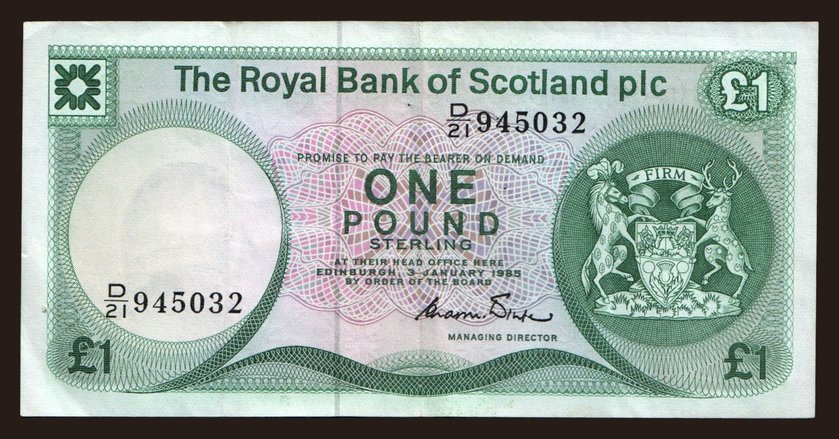 The Royal Bank of Scotland plc
£1
D/21 945032
PROMISE TO PAY THE BEARER ON DEMAND
FIRM
ONE
POUND
STERLING
AT THEIR HEAD OFFICE HERE
EDINBURGH, 3 JANUARY 1985
BY ORDER OF THE BOARD
D/21 945032
MANAGING DIRECTOR
£1
£1